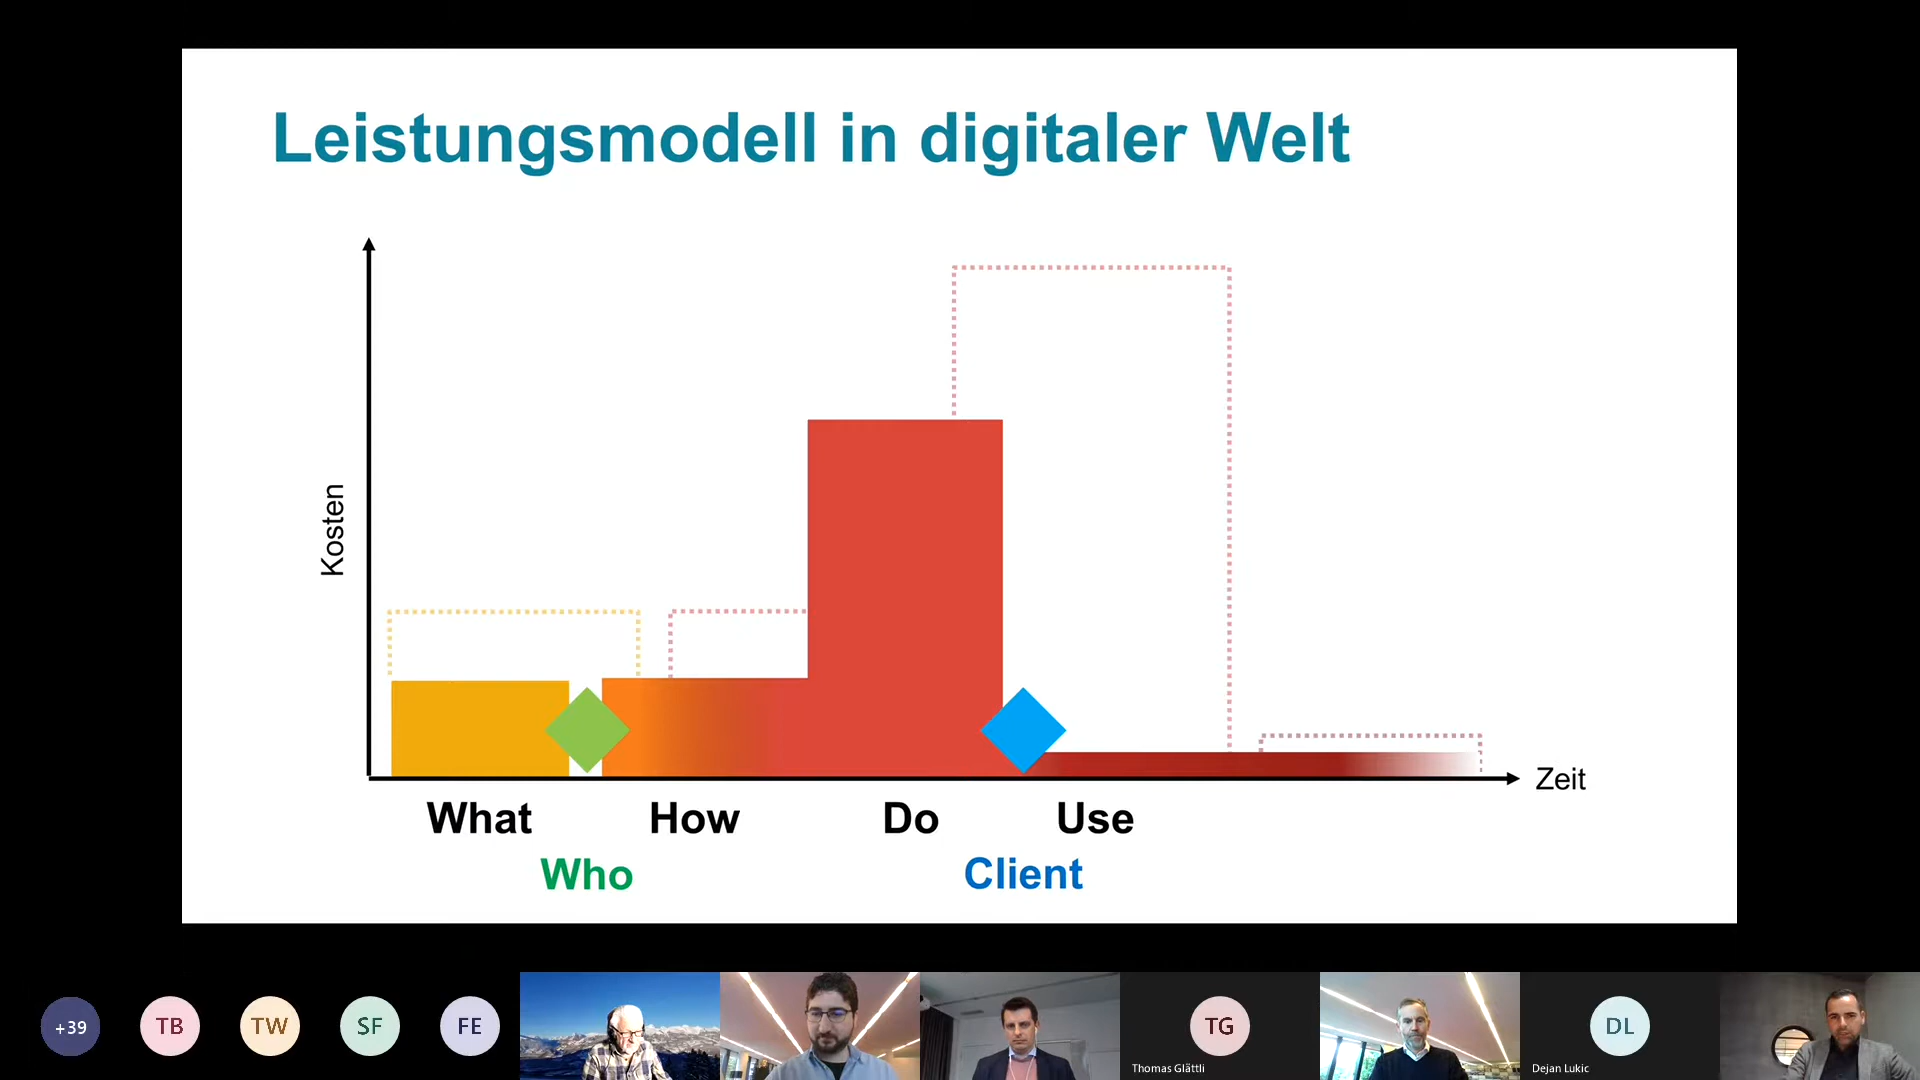 Leistungsmodell in digitaler Welt
Kosten
Zeit
What How Do Use
Who Client
+39 TB TW SF FE TG DL
Thomas Glättli Dejan Lukic